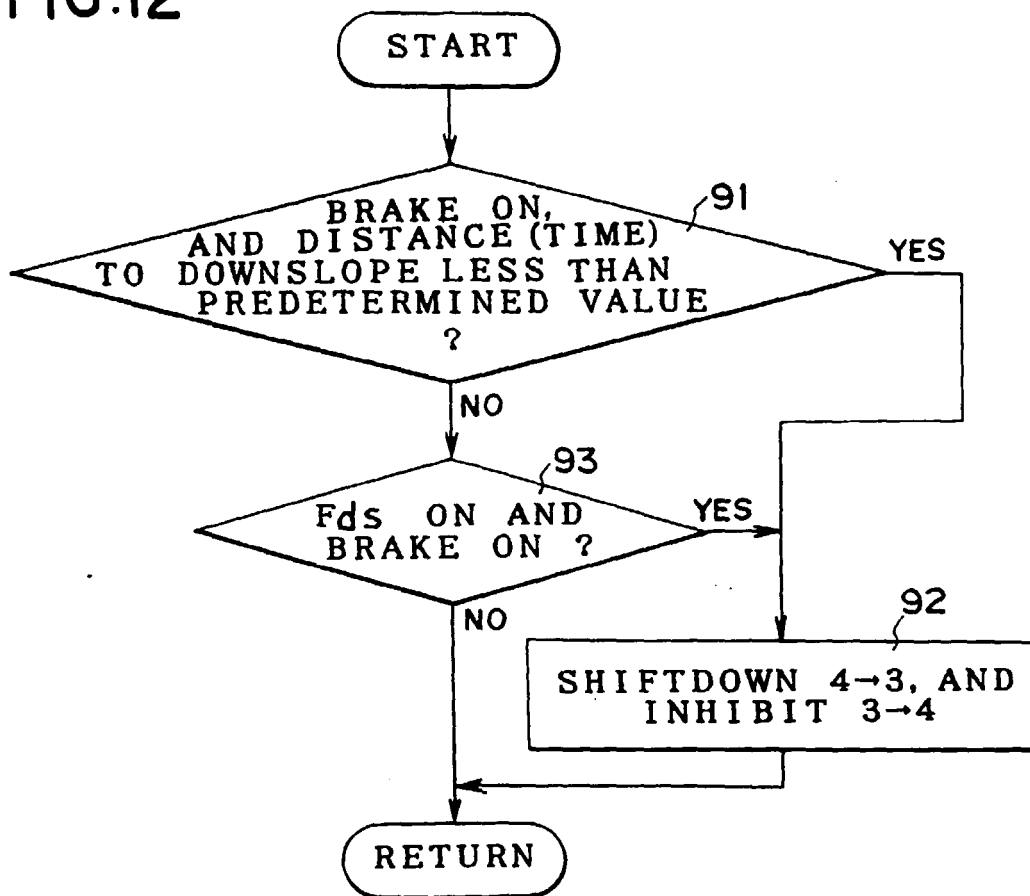 FIG.12
START
BRAKE ON,
AND DISTANCE (TIME)
TO DOWNSLOPE LESS THAN
PREDETERMINED VALUE
?
91
YES
NO
Fds ON AND
BRAKE ON ?
93
YES
NO
92
SHIFTDOWN 4→3, AND
INHIBIT 3→4
RETURN